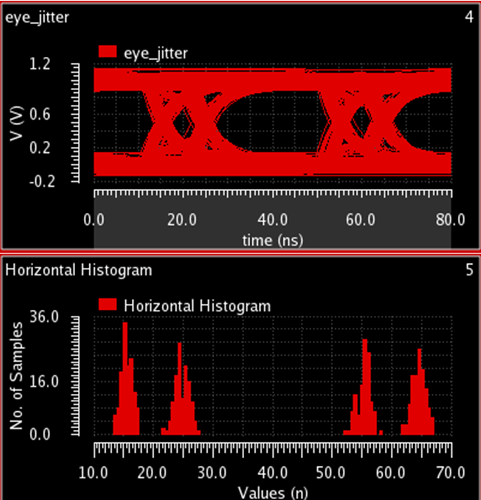 eye_jitter 4
eye_jitter
1.2
0.6
0.2
-0.2
V (V)
0.0 20.0 40.0 60.0 80.0
time (ns)
Horizontal Histogram 5
Horizontal Histogram
36.0
16.0
0.0
No. of Samples
10.0 20.0 30.0 40.0 50.0 60.0 70.0
Values (n)